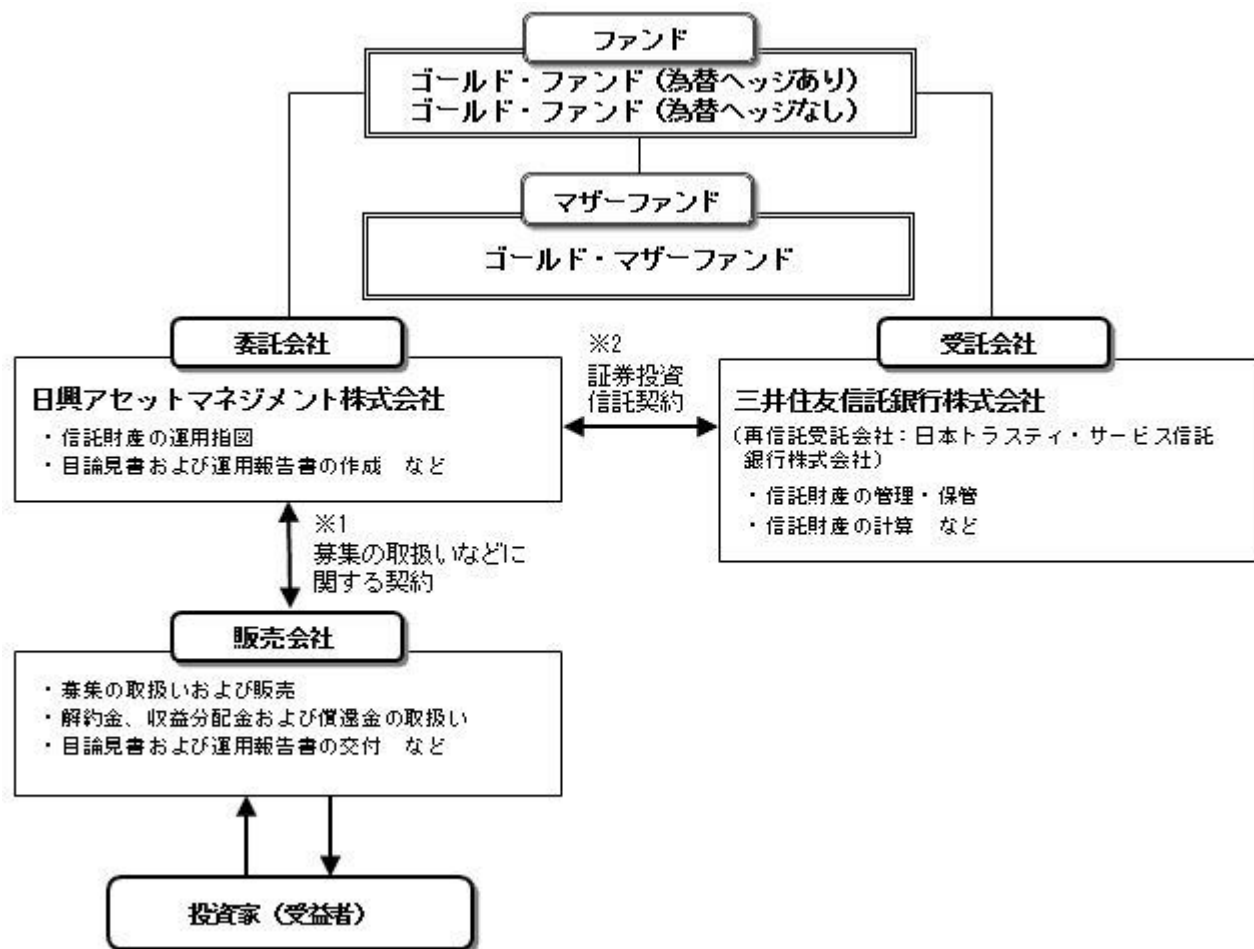 ファンド
ゴールド・ファンド(為替ヘッジあり)
ゴールド・ファンド(為替ヘッジなし)
マザーファンド
ゴールド・マザーファンド
委託会社
日興アセットマネジメント株式会社
・信託財産の運用指図
・目論見書および運用報告書の作成 など
※2
証券投資
信託契約
受託会社
三井住友信託銀行株式会社
(再信託受託会社:日本トラスティ・サービス信託
銀行株式会社)
・信託財産の管理・保管
・信託財産の計算 など
※1
募集の取扱いなどに
関する契約
販売会社
・募集の取扱いおよび販売
・解約金、収益分配金および償還金の取扱い
・目論見書および運用報告書の交付 など
投資家(受益者)